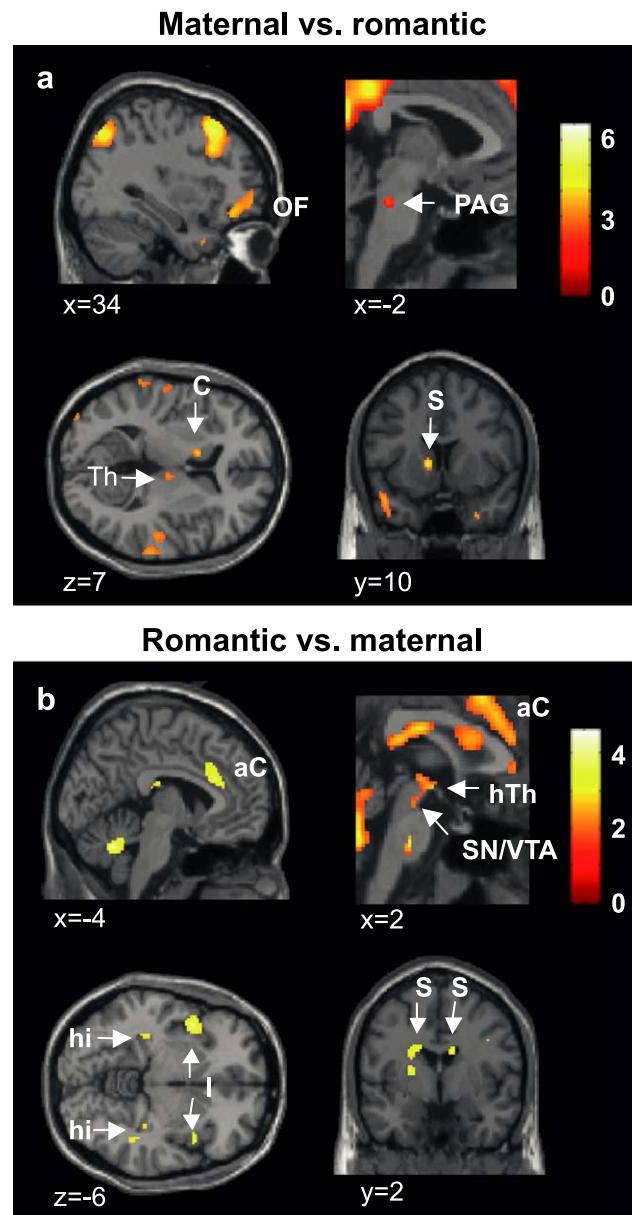 Maternal vs. romantic
a
OF
PAG
x=34
x=-2
6
3
0
C
Th
S
z=7
y=10
Romantic vs. maternal
b
aC
aC
hTh
SN/VTA
x=-4
x=2
4
2
0
hi
I
hi
S S
z=-6
y=2